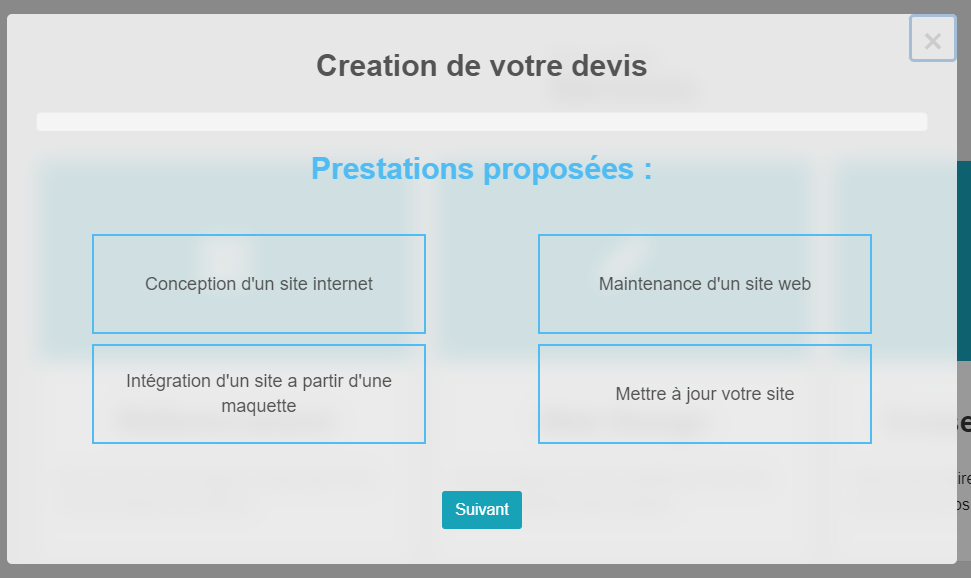 Creation de votre devis
×
Prestations proposées :
Conception d'un site internet
Maintenance d'un site web
Intégration d'un site a partir d'une
maquette
Mettre à jour votre site
Suivant